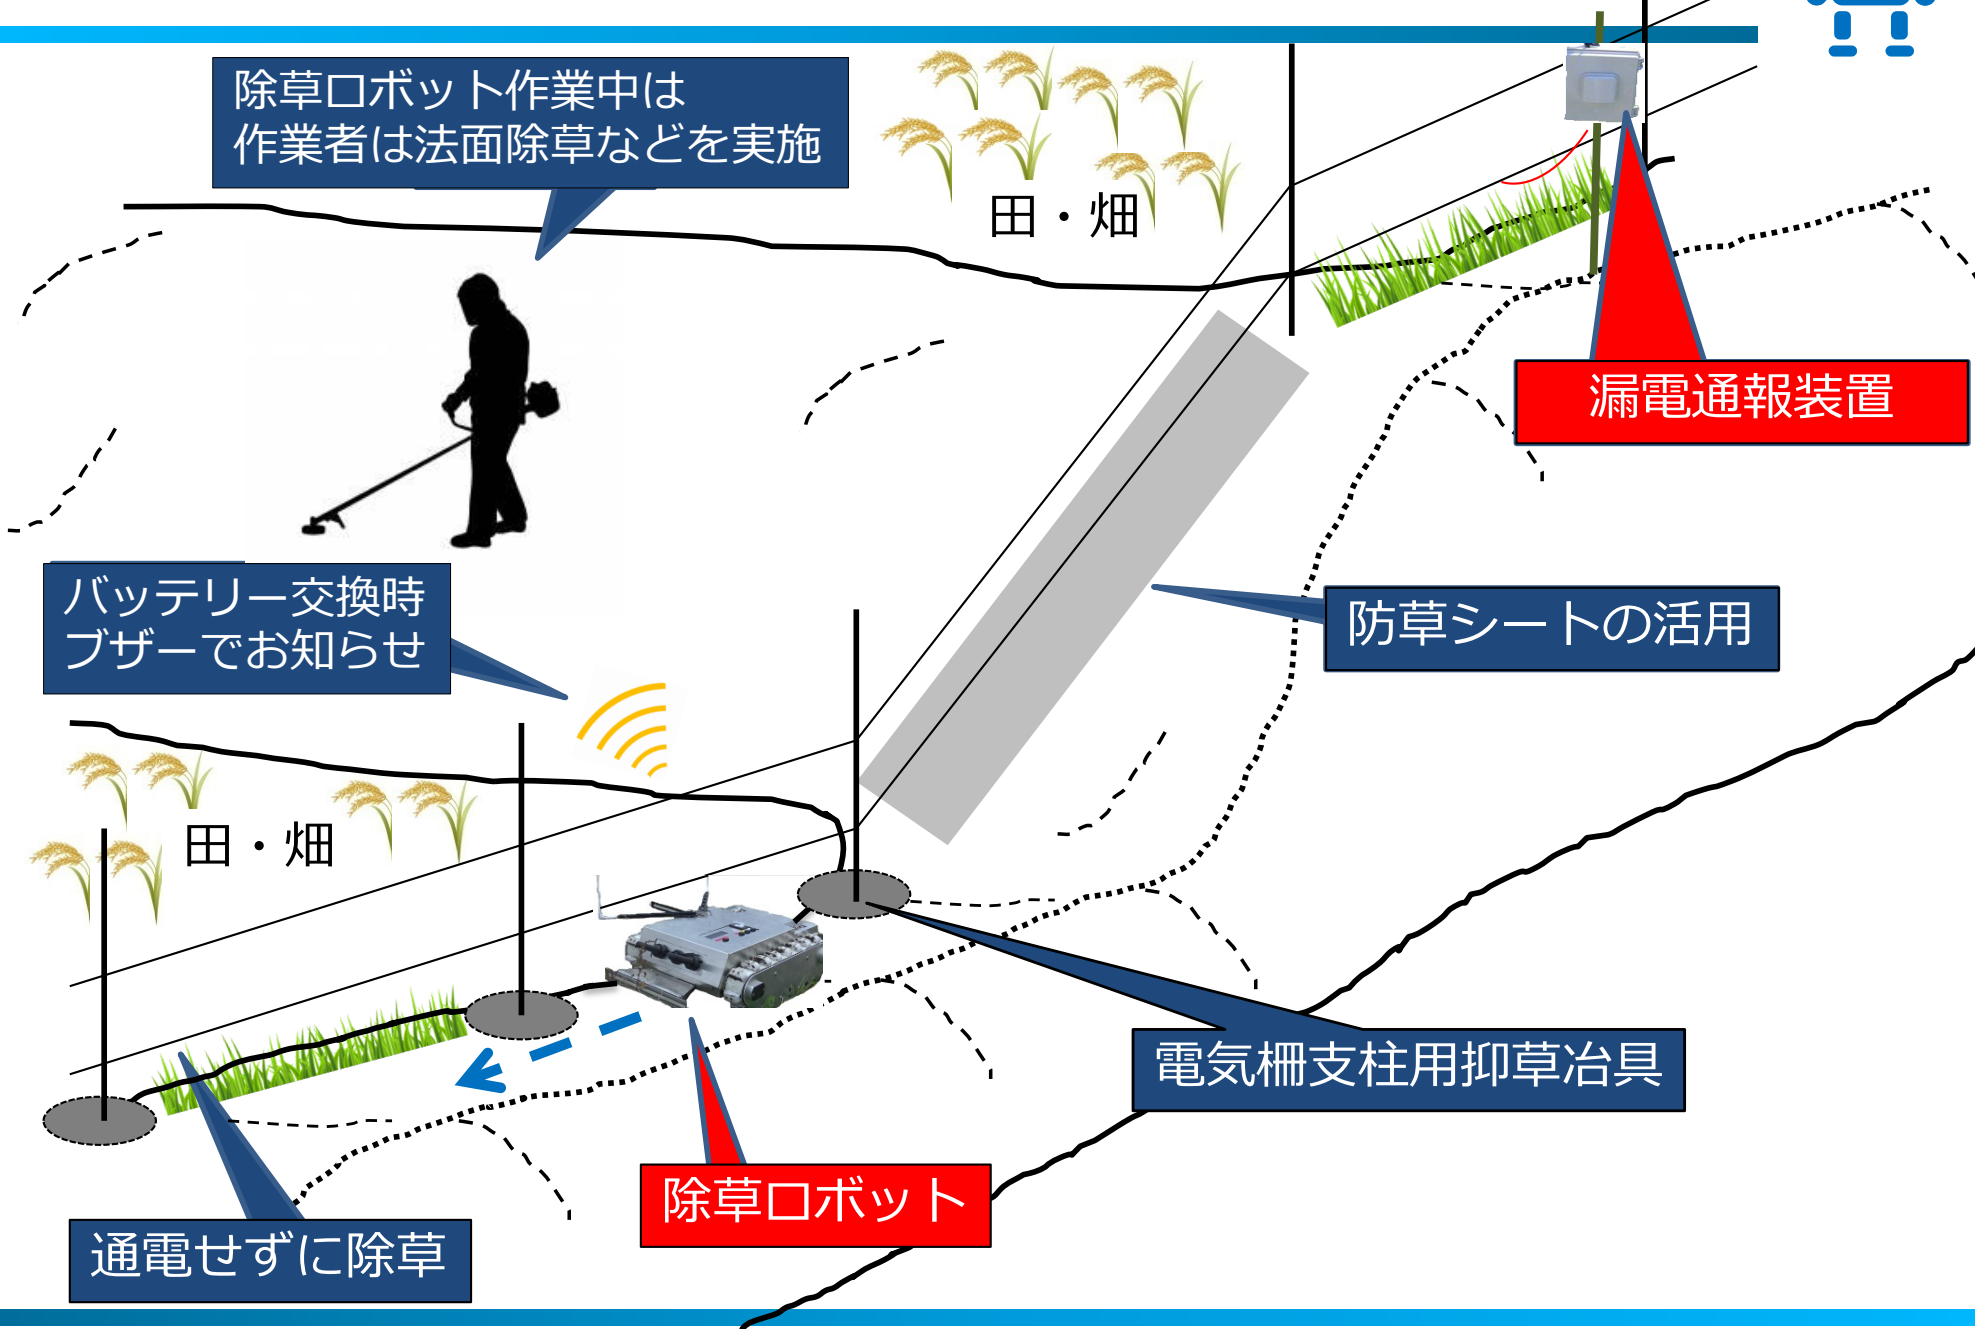 除草ロボット作業中は
作業者は法面除草などを実施
田・畑
漏電通報装置
バッテリー交換時
ブザーでお知らせ
防草シートの活用
田・畑
電気柵支柱用抑草冶具
除草ロボット
通電せずに除草